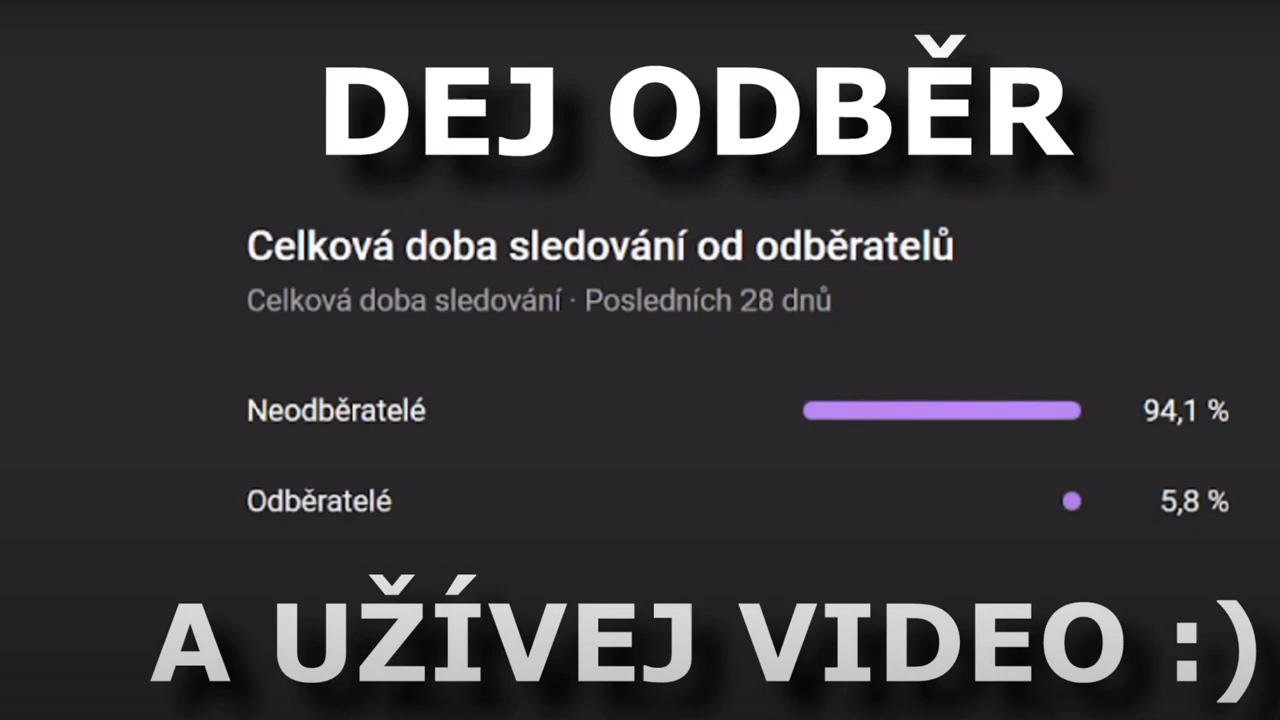 DEJ ODBĚR
Celková doba sledování od odběratelů
Celková doba sledování · Posledních 28 dnů
Neodběratelé 94,1 %
Odběratelé 5,8 %
A UŽÍVEJ VIDEO :)